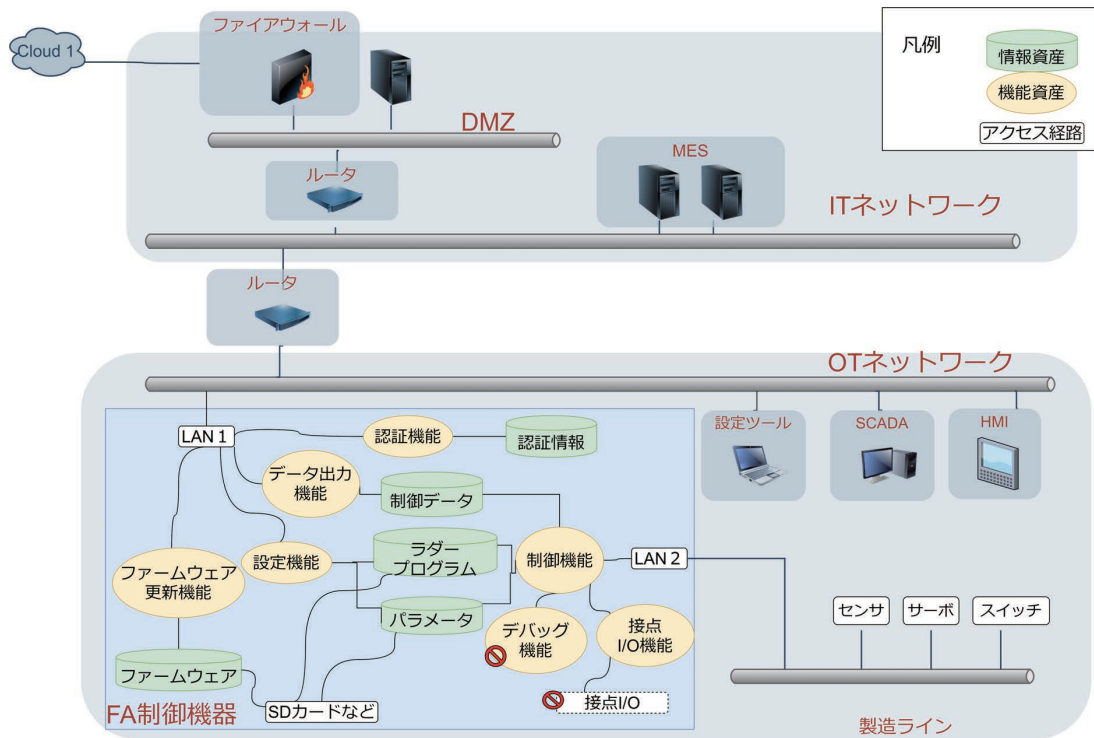 Cloud 1
ファイアウォール
凡例
情報資産
機能資産
アクセス経路
DMZ
MES
ルータ
ITネットワーク
ルータ
OTネットワーク
設定ツール
SCADA
HMI
LAN 1
認証機能
認証情報
データ出力
機能
制御データ
設定機能
ラダー
プログラム
制御機能
LAN 2
ファームウェア
更新機能
パラメータ
デバッグ
機能
接点
I/O機能
センサ
サーボ
スイッチ
ファームウェア
SDカードなど
接点I/O
FA制御機器
製造ライン